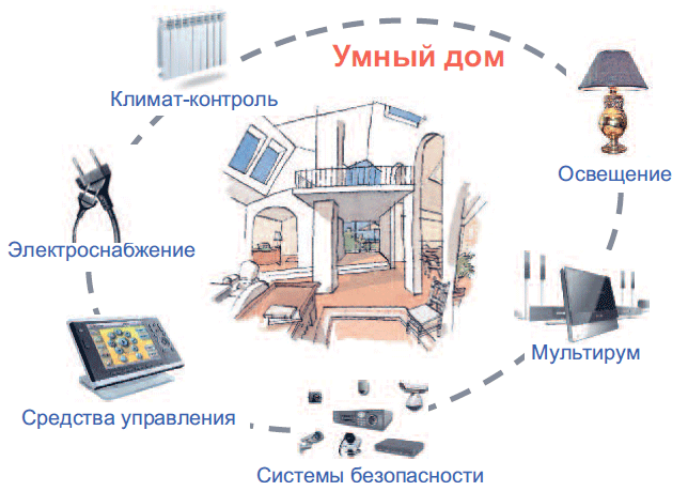 Умный дом
Климат-контроль
Освещение
Электроснабжение
Мультирум
Средства управления
Системы безопасности